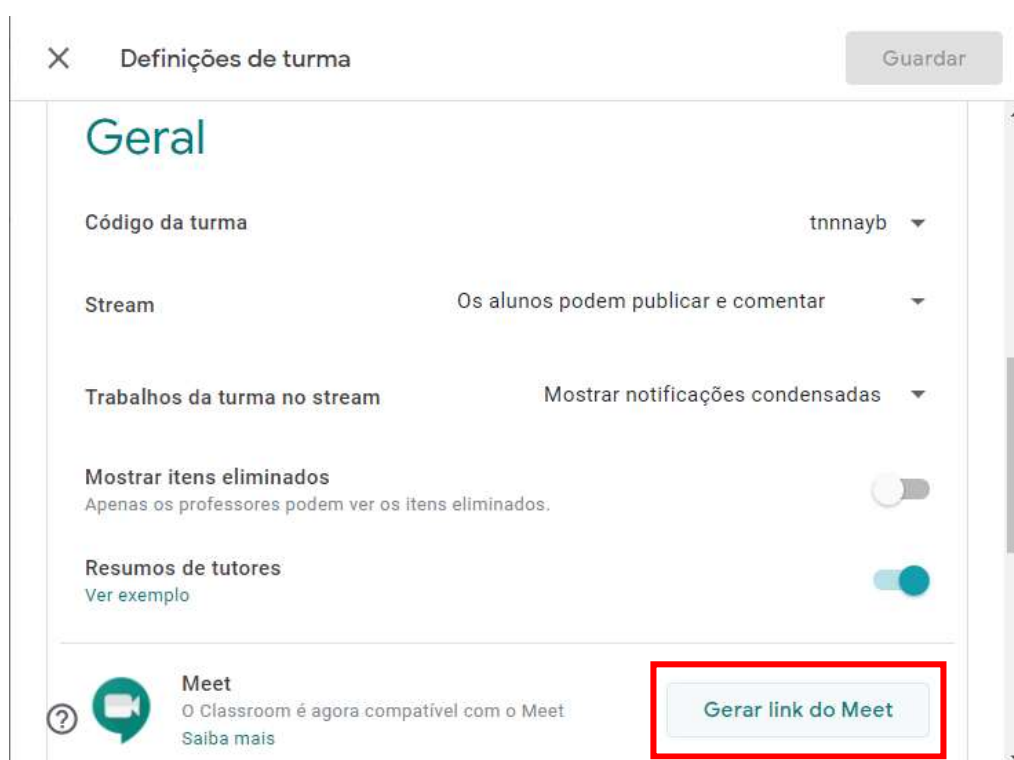 Definições de turma
Guardar
Geral
Código da turma
tnnnayb
Stream
Os alunos podem publicar e comentar
Trabalhos da turma no stream
Mostrar notificações condensadas
Mostrar itens eliminados
Apenas os professores podem ver os itens eliminados.
Resumos de tutores
Ver exemplo
Meet
O Classroom é agora compatível com o Meet
Saiba mais
Gerar link do Meet